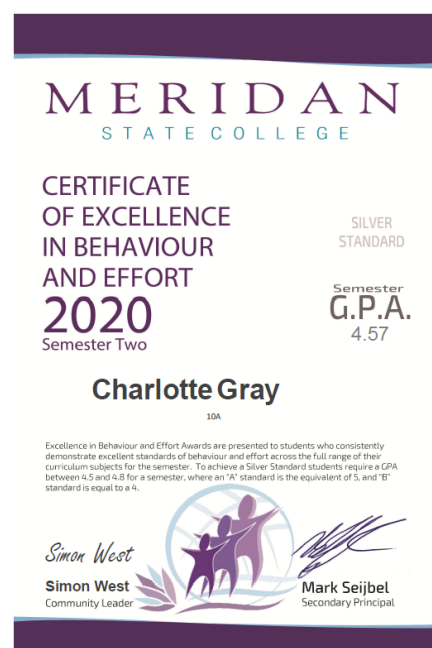 MERIDAN
STATE COLLEGE
CERTIFICATE
OF EXCELLENCE
IN BEHAVIOUR
AND EFFORT
2020
Semester Two
SILVER
STANDARD
Semester
G.P.A.
4.57
Charlotte Gray
10A
Excellence in Behaviour and Effort Awards are presented to students who consistently
demonstrate excellent standards of behaviour and effort across the full range of their
curriculum subjects for the semester. To achieve a Silver Standard students require a GPA
between 4.5 and 4.8 for a semester, where an "A" standard is the equivalent of 5, and "B"
standard is equal to a 4.
Simon West
Simon West
Community Leader
Mark Seijbel
Secondary Principal